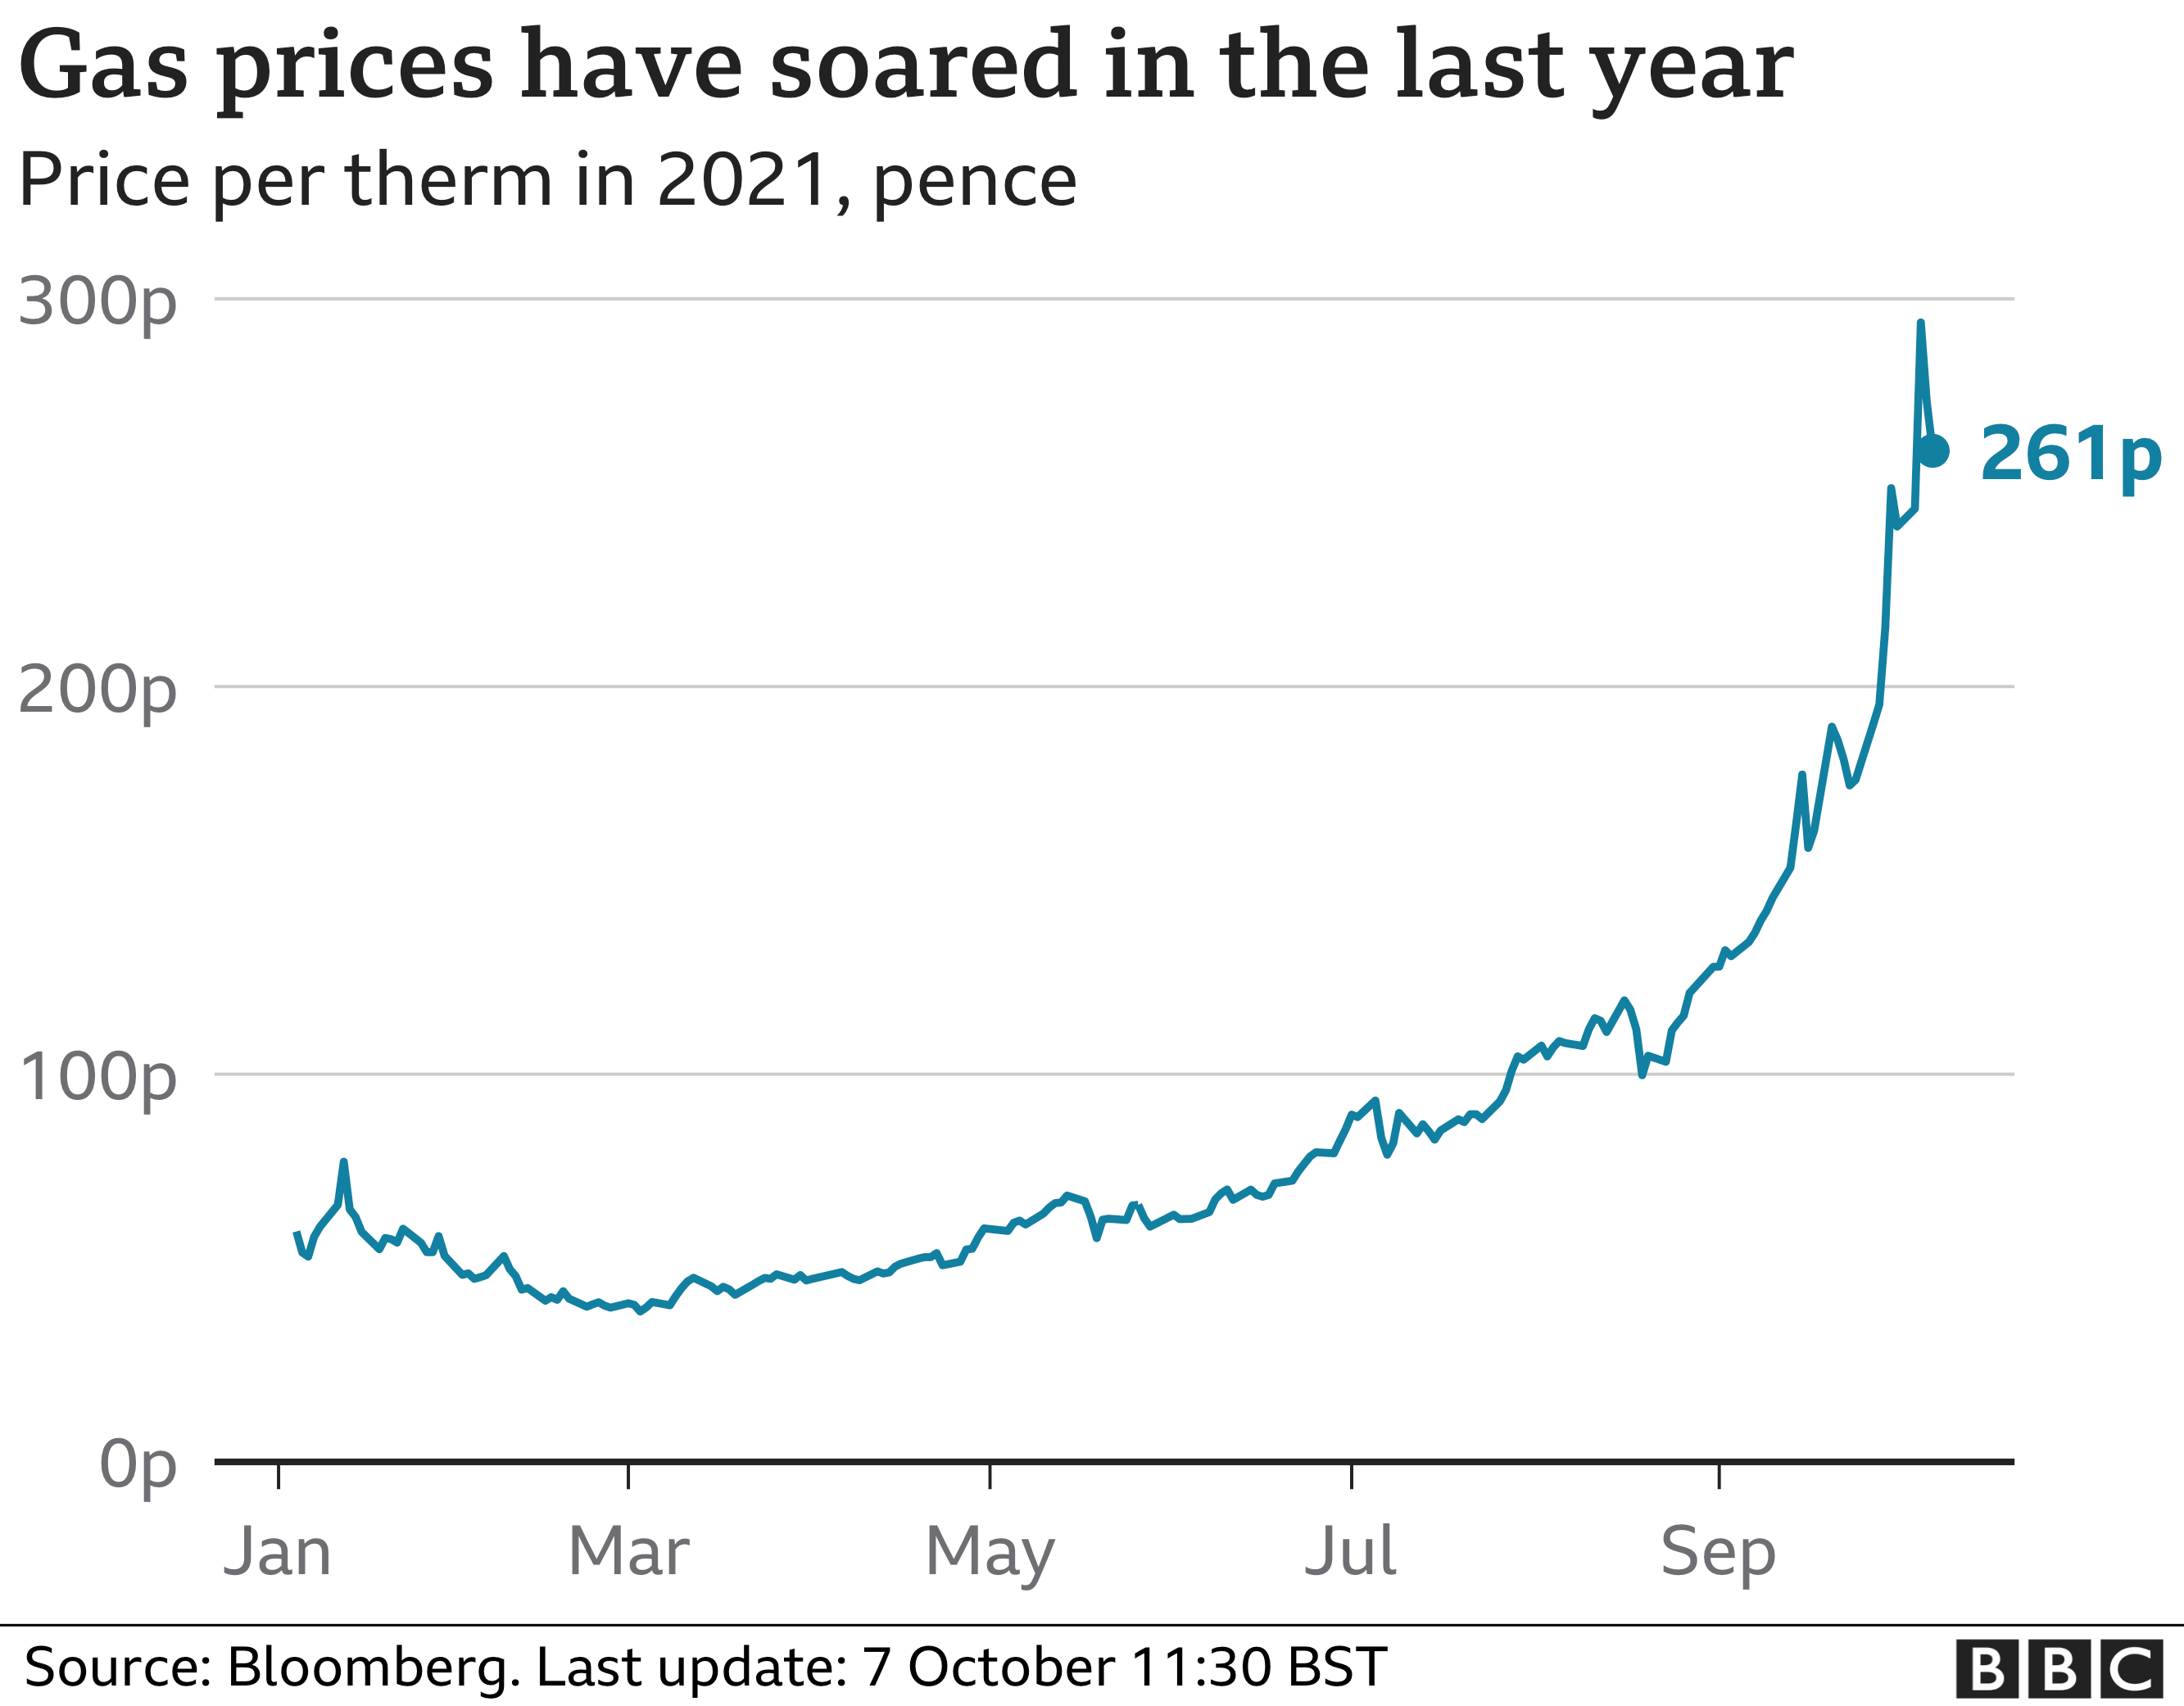 Gas prices have soared in the last year
Price per therm in 2021, pence
300p
261p
200p
100p
0p
Jan Mar May Jul Sep
Source: Bloomberg. Last update: 7 October 11:30 BST
BBC